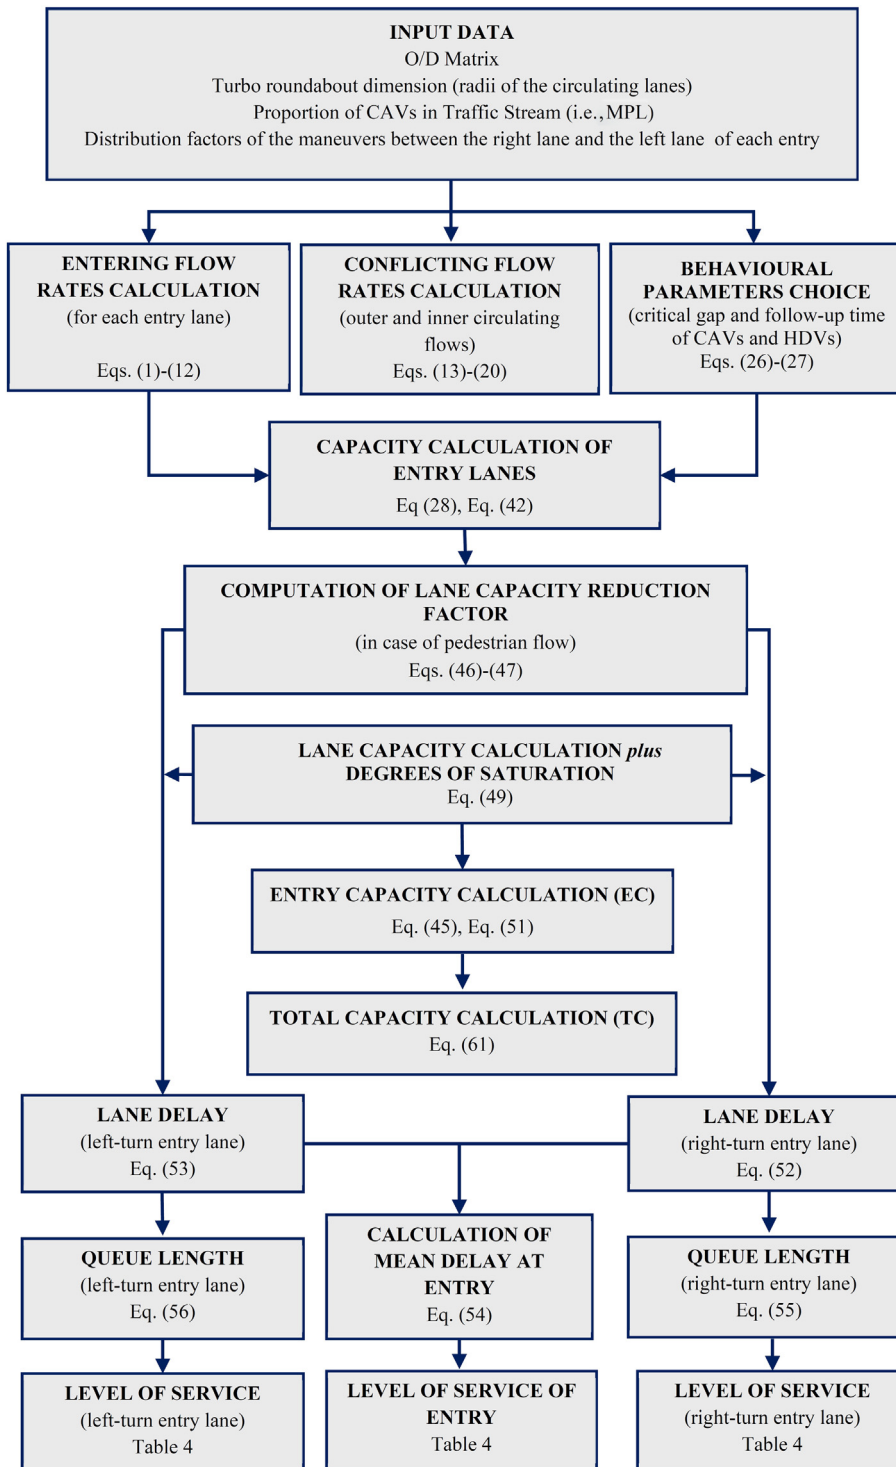 INPUT DATA
O/D Matrix
Turbo roundabout dimension (radii of the circulating lanes)
Proportion of CAVs in Traffic Stream (i.e., MPL)
Distribution factors of the maneuvers between the right lane and the left lane of each entry
ENTERING FLOW
RATES CALCULATION
(for each entry lane)
Eqs. (1)-(12)
CONFLICTING FLOW
RATES CALCULATION
(outer and inner circulating
flows)
Eqs. (13)-(20)
BEHAVIOURAL
PARAMETERS CHOICE
(critical gap and follow-up time
of CAVs and HDVs)
Eqs. (26)-(27)
CAPACITY CALCULATION OF
ENTRY LANES
Eq (28), Eq. (42)
COMPUTATION OF LANE CAPACITY REDUCTION
FACTOR
(in case of pedestrian flow)
Eqs. (46)-(47)
LANE CAPACITY CALCULATION plus
DEGREES OF SATURATION
Eq. (49)
ENTRY CAPACITY CALCULATION (EC)
Eq. (45), Eq. (51)
TOTAL CAPACITY CALCULATION (TC)
Eq. (61)
LANE DELAY
(left-turn entry lane)
Eq. (53)
LANE DELAY
(right-turn entry lane)
Eq. (52)
QUEUE LENGTH
(left-turn entry lane)
Eq. (56)
CALCULATION OF
MEAN DELAY AT
ENTRY
Eq. (54)
QUEUE LENGTH
(right-turn entry lane)
Eq. (55)
LEVEL OF SERVICE
(left-turn entry lane)
Table 4
LEVEL OF SERVICE OF
ENTRY
Table 4
LEVEL OF SERVICE
(right-turn entry lane)
Table 4